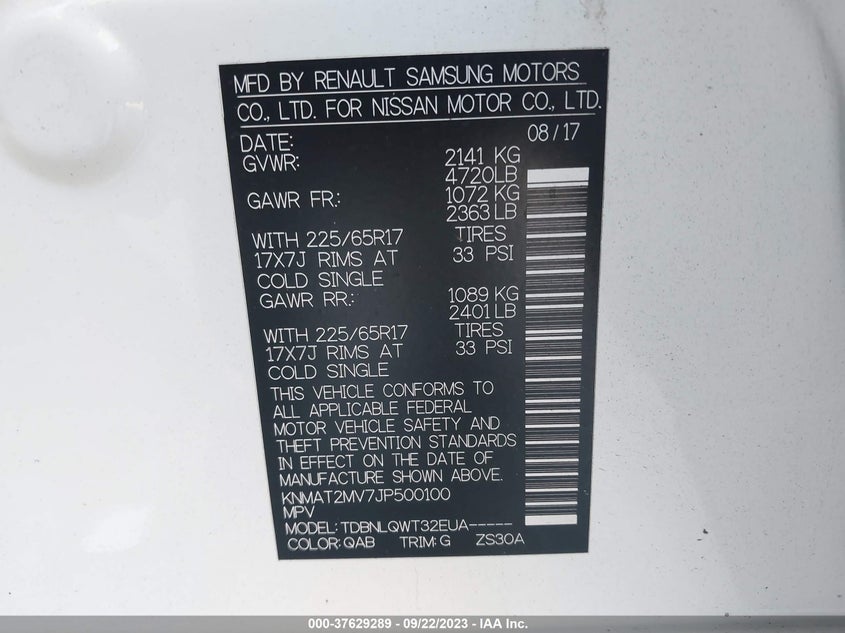 MFD BY RENAULT SAMSUNG MOTORS
CO., LTD. FOR NISSAN MOTOR CO., LTD.
DATE: 08/17
GVWR: 2141 KG
4720LB
GAWR FR.: 1072 KG
2363 LB
WITH 225/65R17 TIRES
17X7J RIMS AT 33 PSI
COLD SINGLE
GAWR RR.: 1089 KG
2401 LB
WITH 225/65R17 TIRES
17X7J RIMS AT 33 PSI
COLD SINGLE
THIS VEHICLE CONFORMS TO
ALL APPLICABLE FEDERAL
MOTOR VEHICLE SAFETY AND
THEFT PREVENTION STANDARDS
IN EFFECT ON THE DATE OF
MANUFACTURE SHOWN ABOVE.
KNMAT2MV7JP500100
MPV
MODEL: TDBNLQWT32EUA-----
COLOR: QAB TRIM: G ZS30A
000-37629289 - 09/22/2023 - IAA Inc.